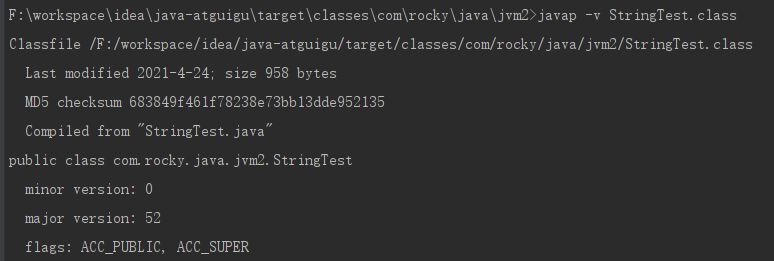 F:\workspace\idea\java-atguigu\target\classes\com\rocky\java\jvm2>javap -v StringTest.class
Classfile /F:/workspace/idea/java-atguigu/target/classes/com/rocky/java/jvm2/StringTest.class
Last modified 2021-4-24; size 958 bytes
MD5 checksum 683849f461f78238e73bb13dde952135
Compiled from "StringTest.java"
public class com.rocky.java.jvm2.StringTest
minor version: 0
major version: 52
flags: ACC_PUBLIC, ACC_SUPER